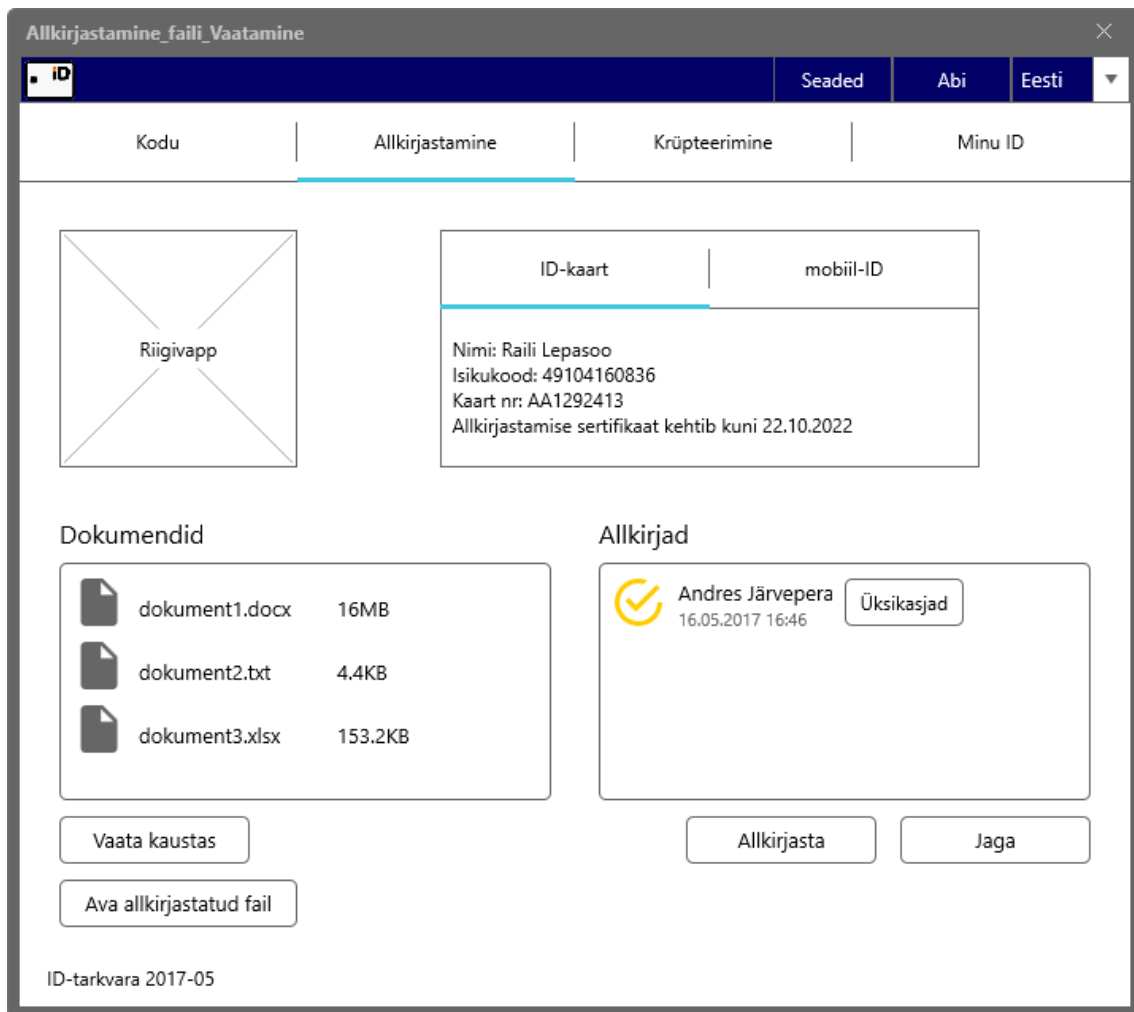 Allkirjastamine_faili_Vaatamine
iD
Seaded
Abi
Eesti
Kodu
Allkirjastamine
Krüpteerimine
Minu ID
Riigivapp
ID-kaart
mobiil-ID
Nimi: Raili Lepasoo
Isikukood: 49104160836
Kaart nr: AA1292413
Allkirjastamise sertifikaat kehtib kuni 22.10.2022
Dokumendid
dokument1.docx 16MB
dokument2.txt 4.4KB
dokument3.xlsx 153.2KB
Vaata kaustas
Ava allkirjastatud fail
Allkirjad
Andres Järvepera
16.05.2017 16:46
Üksikasjad
Allkirjasta
Jaga
ID-tarkvara 2017-05